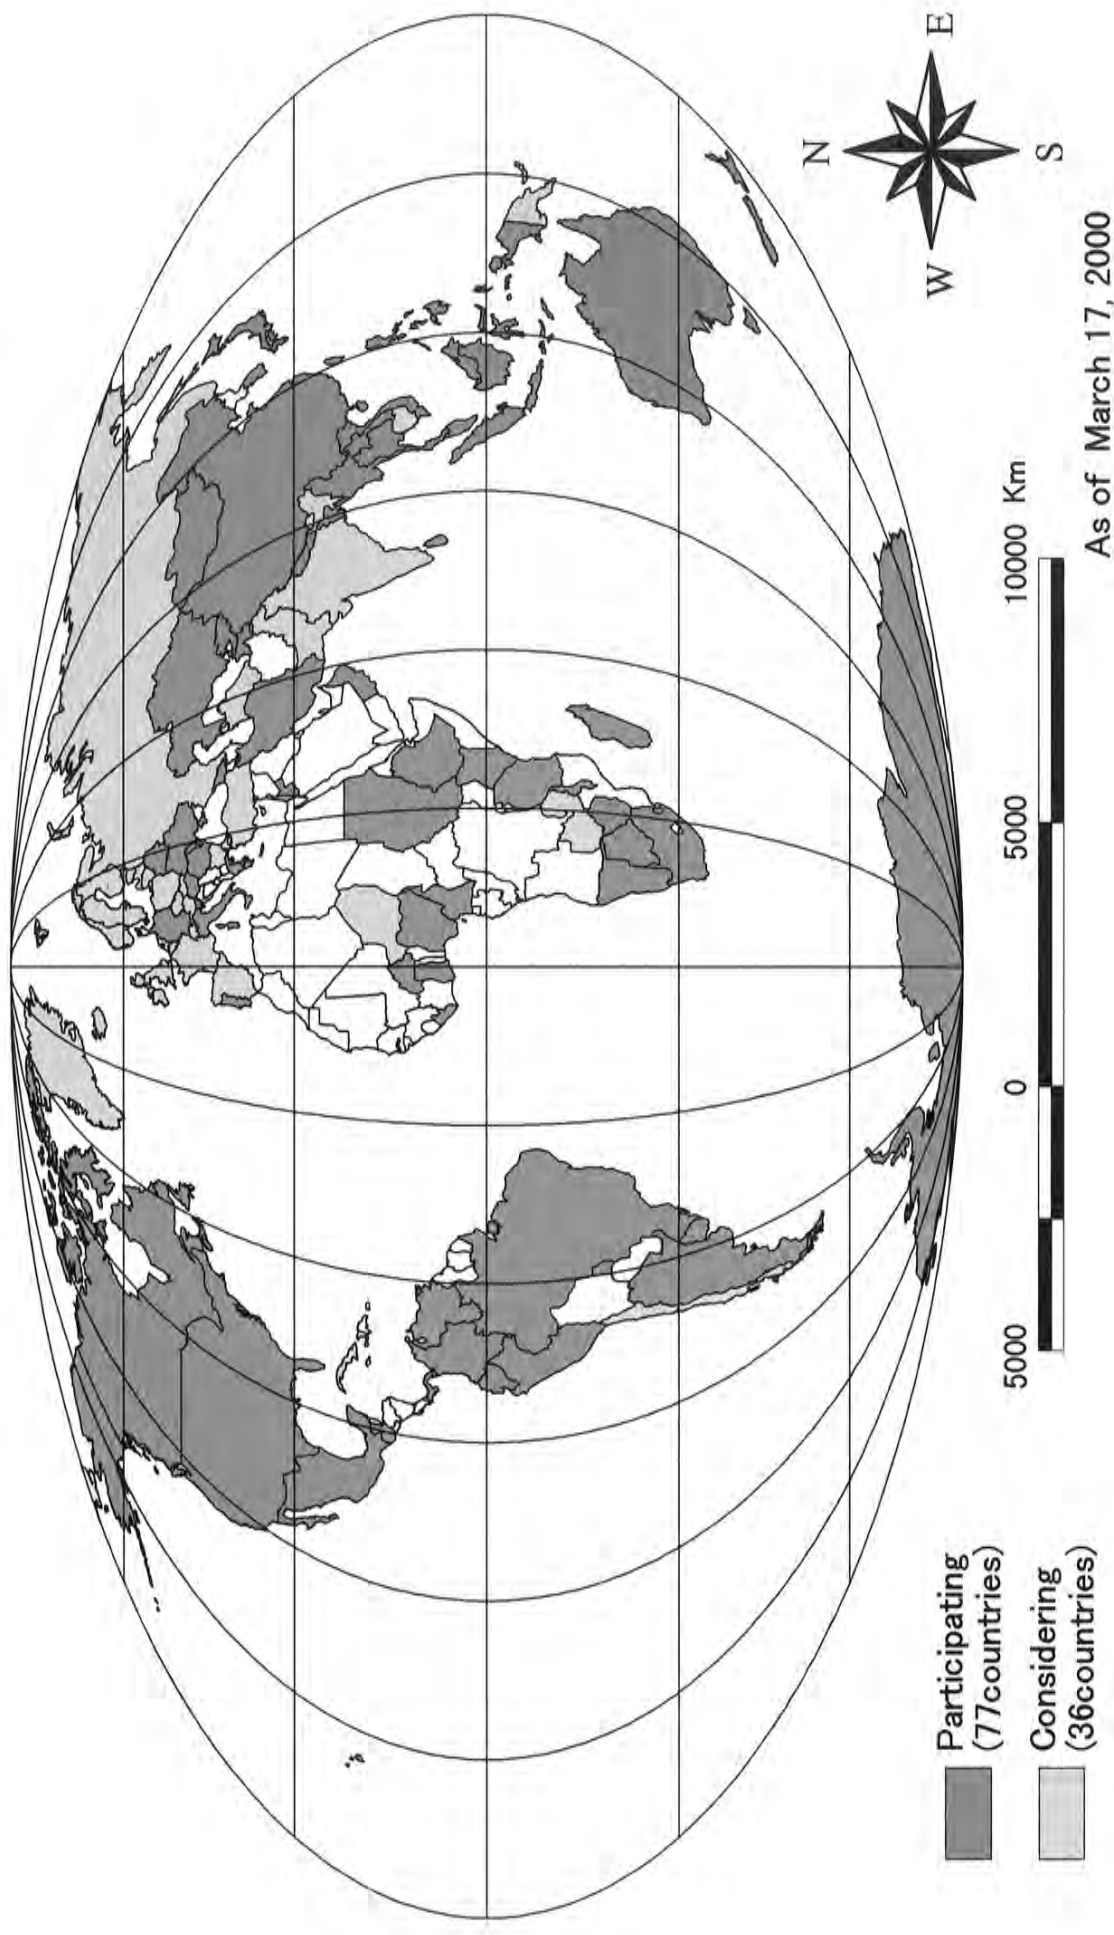 N
W
E
S
Participating
(77countries)
Considering
(36countries)
5000
0
5000
10000 Km
As of March 17, 2000